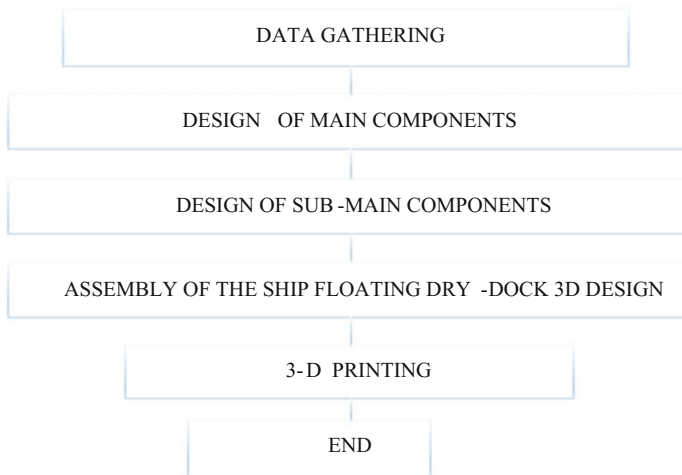 DATA GATHERING
DESIGN OF MAIN COMPONENTS
DESIGN OF SUB-MAIN COMPONENTS
ASSEMBLY OF THE SHIP FLOATING DRY-DOCK 3D DESIGN
3-D PRINTING
END